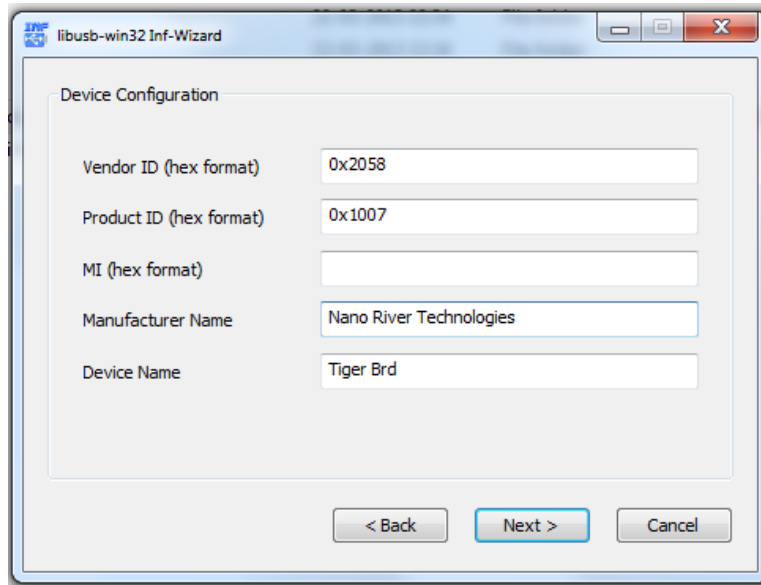 INF
libusb-win32 Inf-Wizard
Device Configuration
Vendor ID (hex format) 0x2058
Product ID (hex format) 0x1007
MI (hex format)
Manufacturer Name Nano River Technologies
Device Name Tiger Brd
< Back Next > Cancel